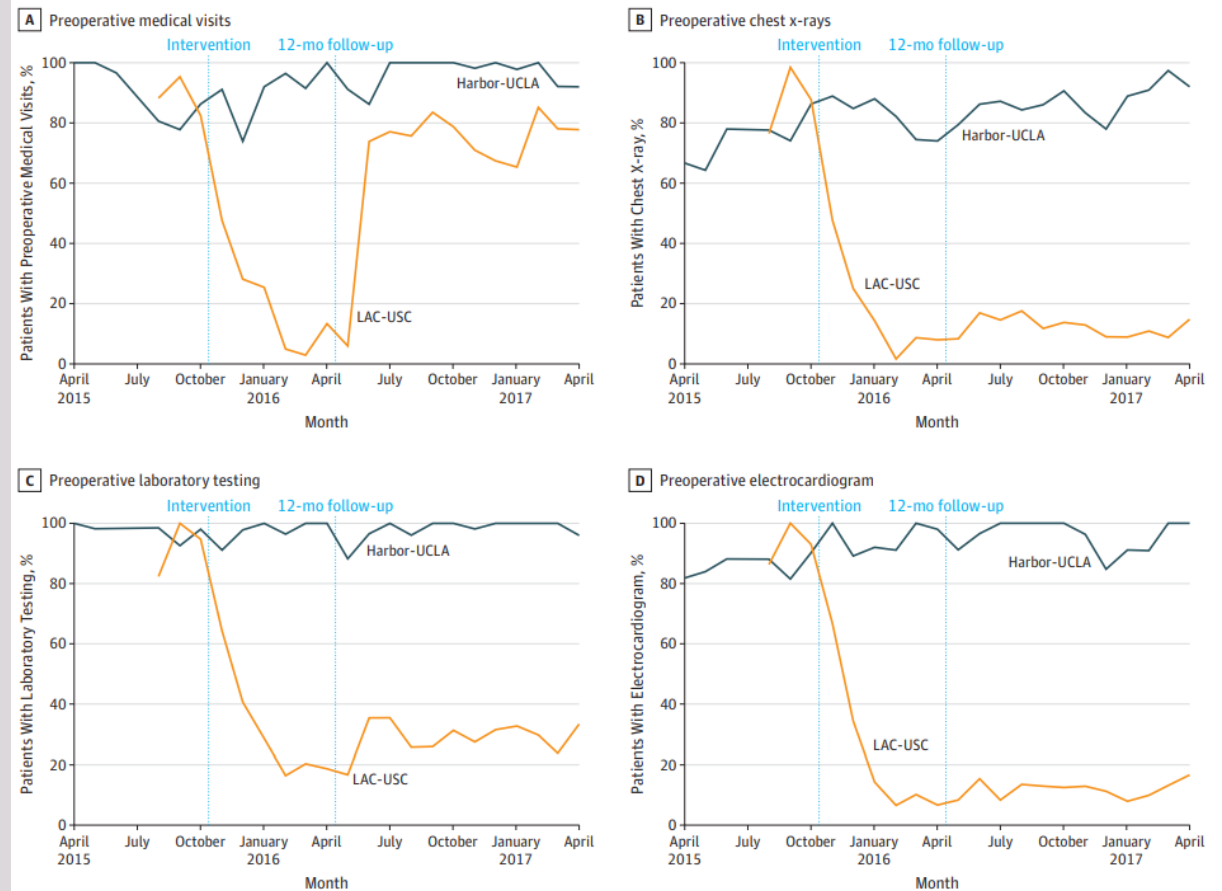 A Preoperative medical visits
Intervention 12-mo follow-up
Patients With Preoperative Medical Visits, %
100
80
60
40
20
0
Harbor-UCLA
LAC-USC
April July October January April July October January April
2015 2016 2017
Month
B Preoperative chest x-rays
Intervention 12-mo follow-up
Patients With Chest X-ray, %
100
80
60
40
20
0
Harbor-UCLA
LAC-USC
April July October January April July October January April
2015 2016 2017
Month
C Preoperative laboratory testing
Intervention 12-mo follow-up
Patients With Laboratory Testing, %
100
80
60
40
20
0
Harbor-UCLA
LAC-USC
April July October January April July October January April
2015 2016 2017
Month
D Preoperative electrocardiogram
Intervention 12-mo follow-up
Patients With Electrocardiogram, %
100
80
60
40
20
0
Harbor-UCLA
LAC-USC
April July October January April July October January April
2015 2016 2017
Month